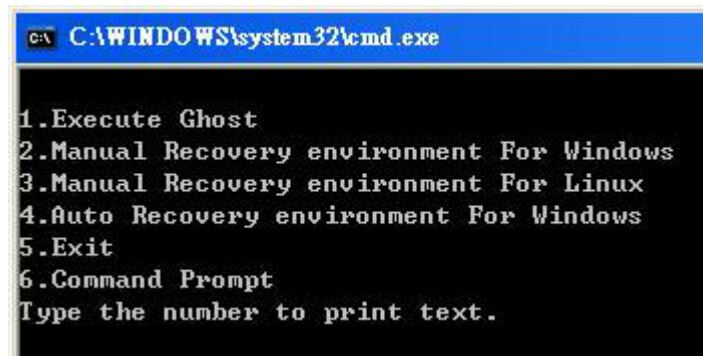 C:\WINDOWS\system32\cmd.exe
1.Execute Ghost
2.Manual Recovery environment For Windows
3.Manual Recovery environment For Linux
4.Auto Recovery environment For Windows
5.Exit
6.Command Prompt
Type the number to print text.